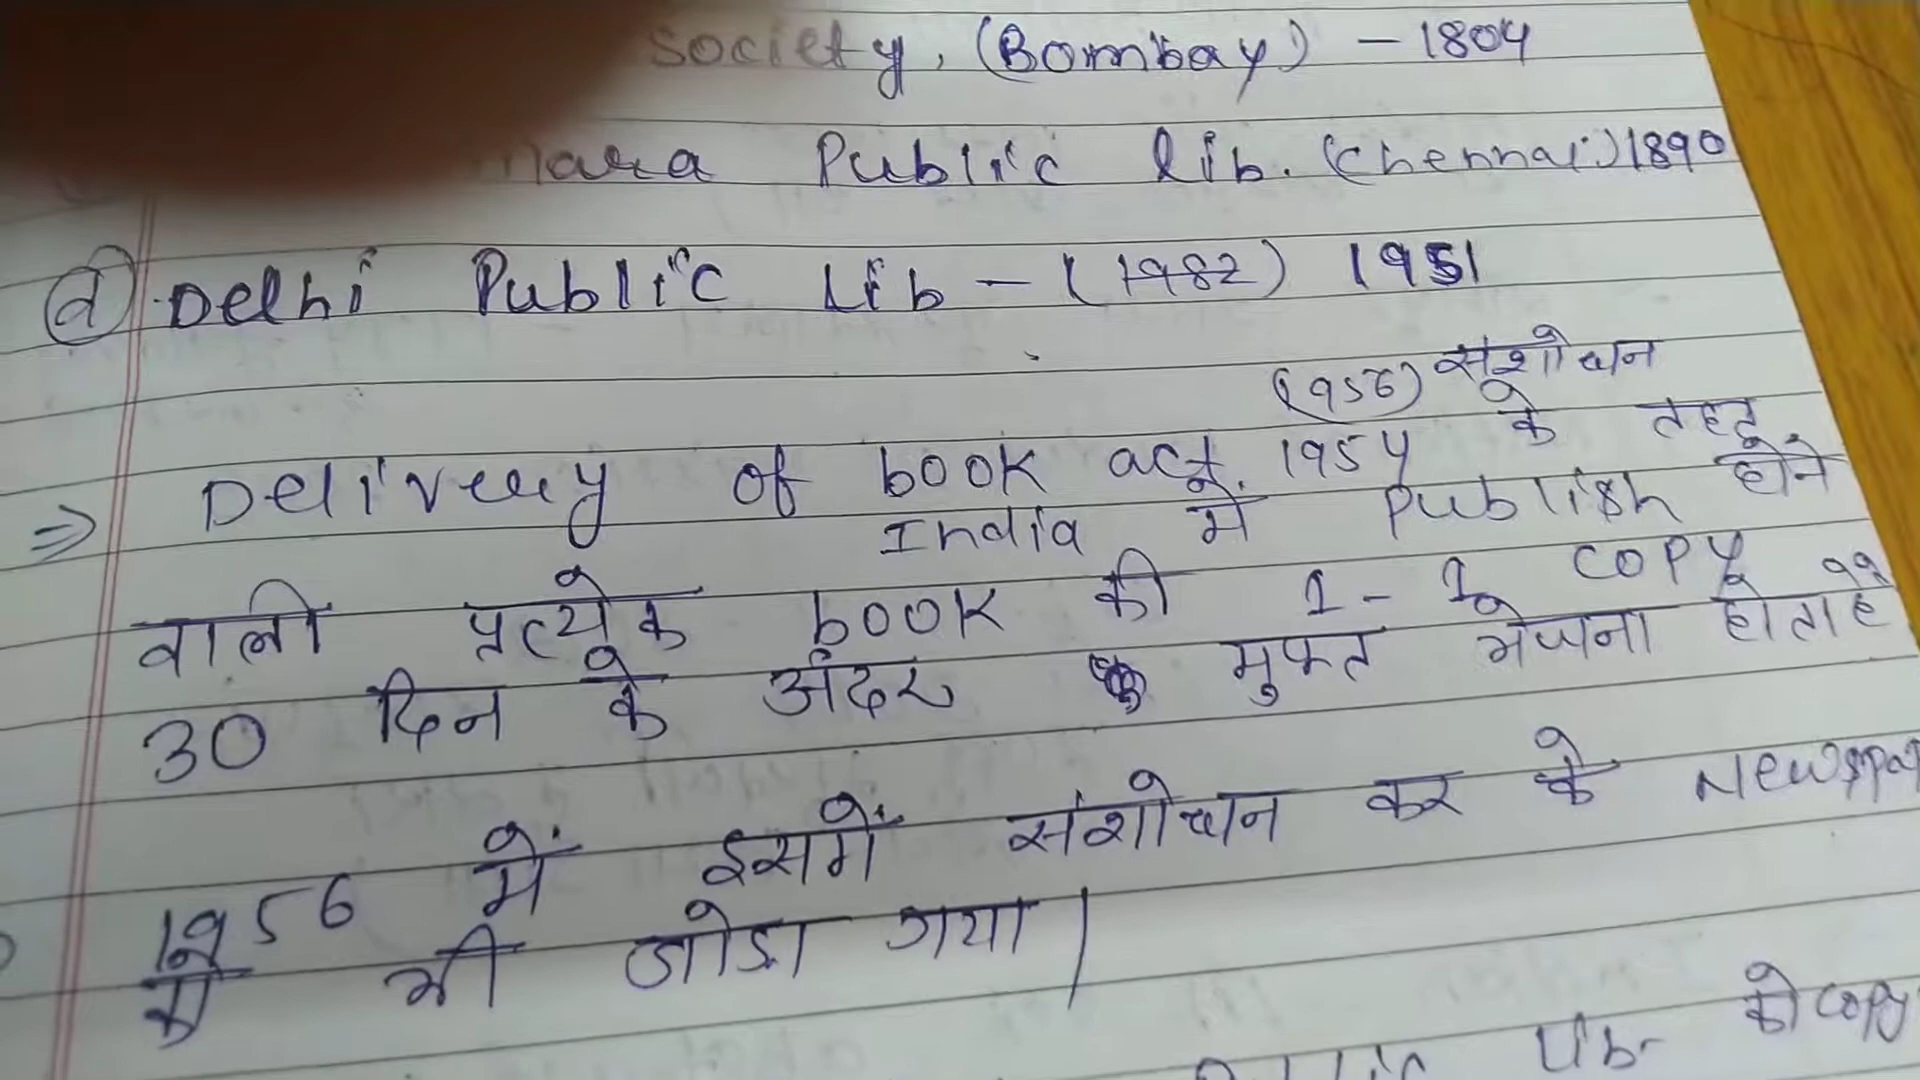 society, (Bombay) - 1804
Public lib. (Chennai) 1890
(d) Delhi Public Lib - (1982) 1951
(1956) संशोधन
=> Delivery of book act, 1954 के तहत
India में publish होने
वाली प्रत्येक book की 1-1 copy
30 दिन के अंदर मुफ्त भेजना होता है
1956 में इसमें संशोधन कर के
को भी जोडा गया।
Lib- को copy